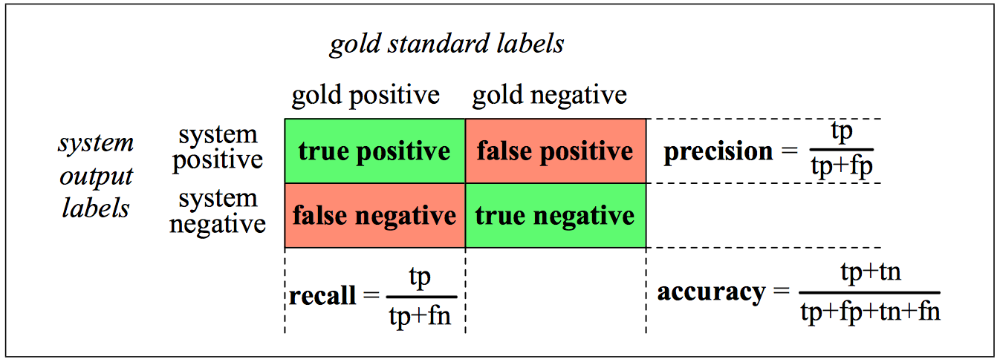 gold standard labels
gold positive gold negative
system output labels
system positive
true positive false positive precision = tp / tp+fp
system negative
false negative true negative
recall = tp / tp+fn
accuracy = tp+tn / tp+fp+tn+fn